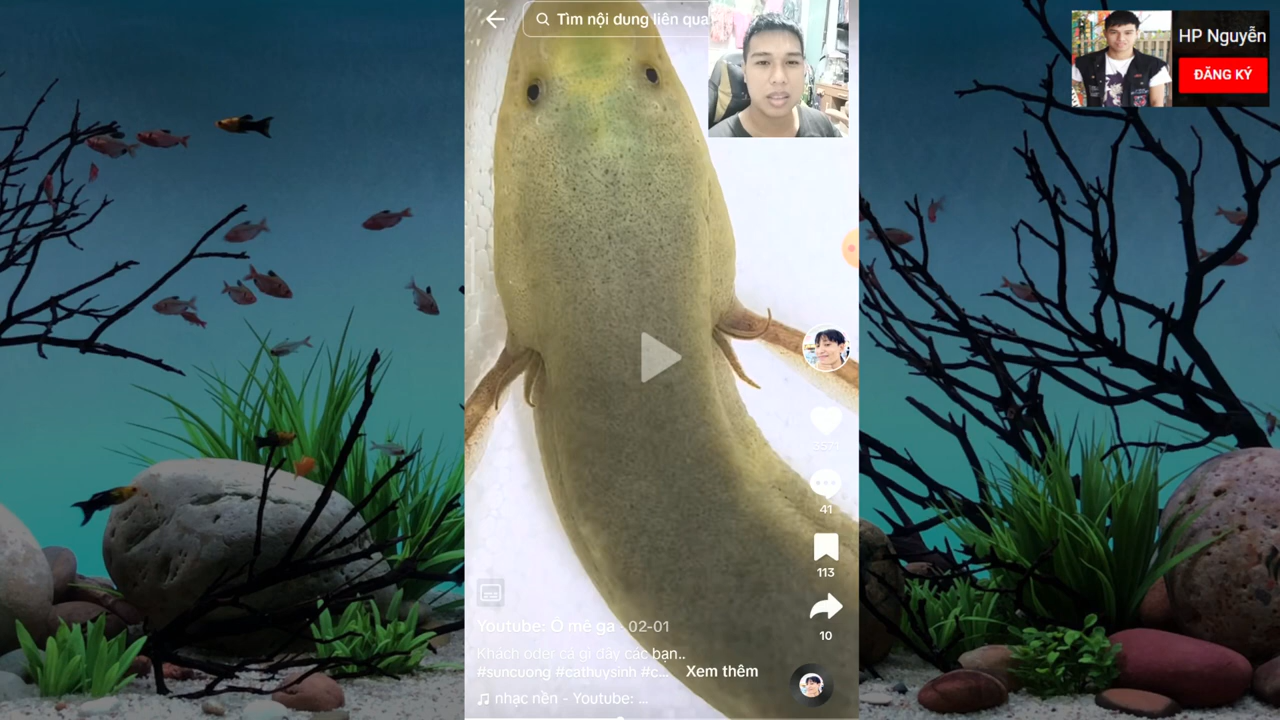 Tìm nội dung liên qua
HP Nguyễn
ĐĂNG KÝ
41
113
10
Youtube: Ô mê ga - 02-01
Khách oder cá gì đây các bạn..
#suncuong #cathuysinh #c... Xem thêm
nhạc nền - Youtube: ...